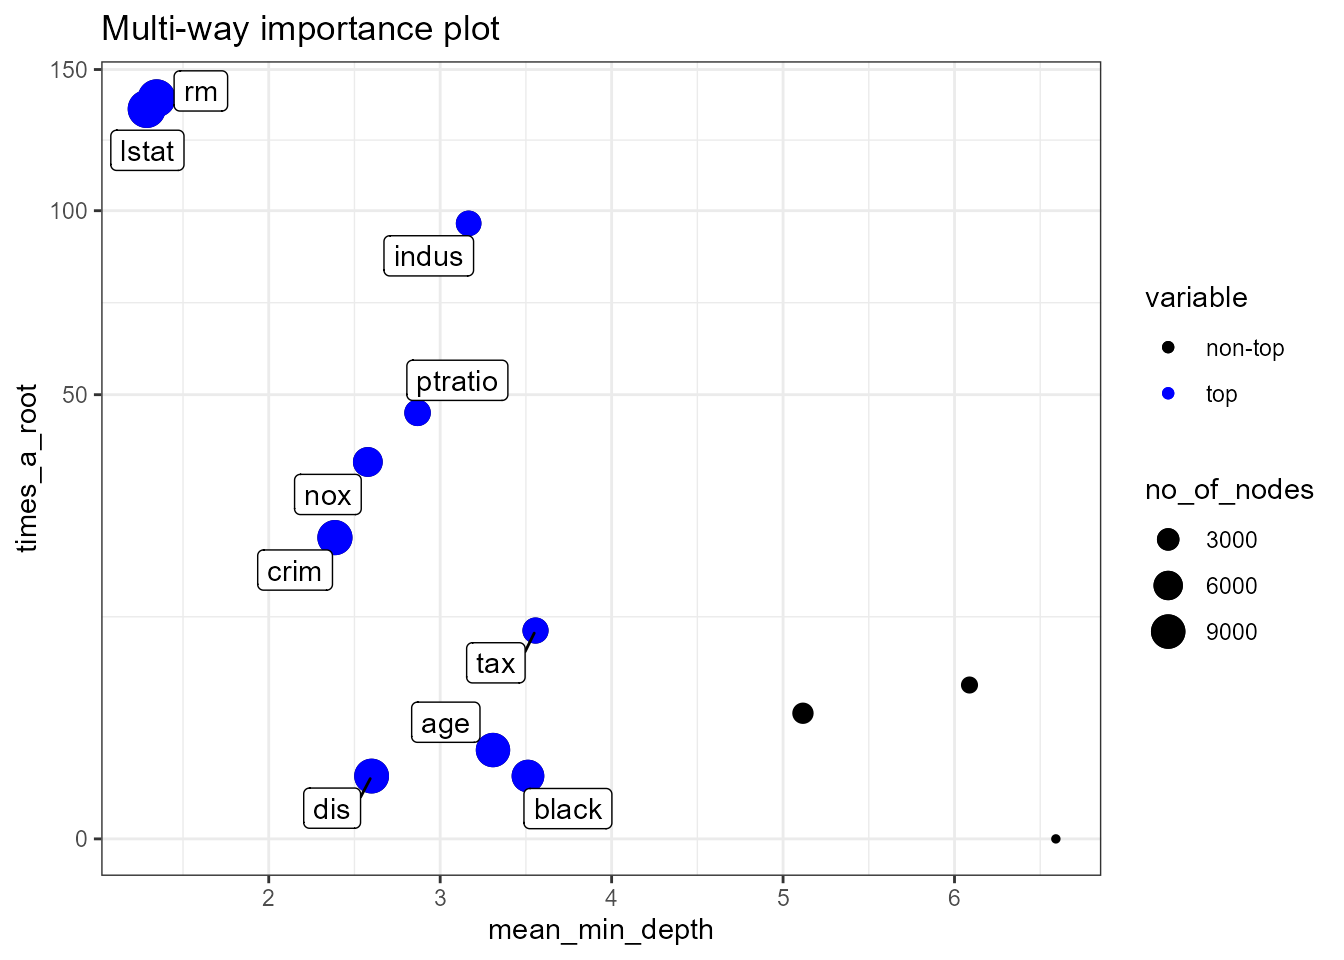 Multi-way importance plot
150
100
50
0
times_a_root
rm
lstat
indus
ptratio
nox
crim
tax
age
dis
black
2
3
4
5
6
mean_min_depth
variable
non-top
top
no_of_nodes
3000
6000
9000